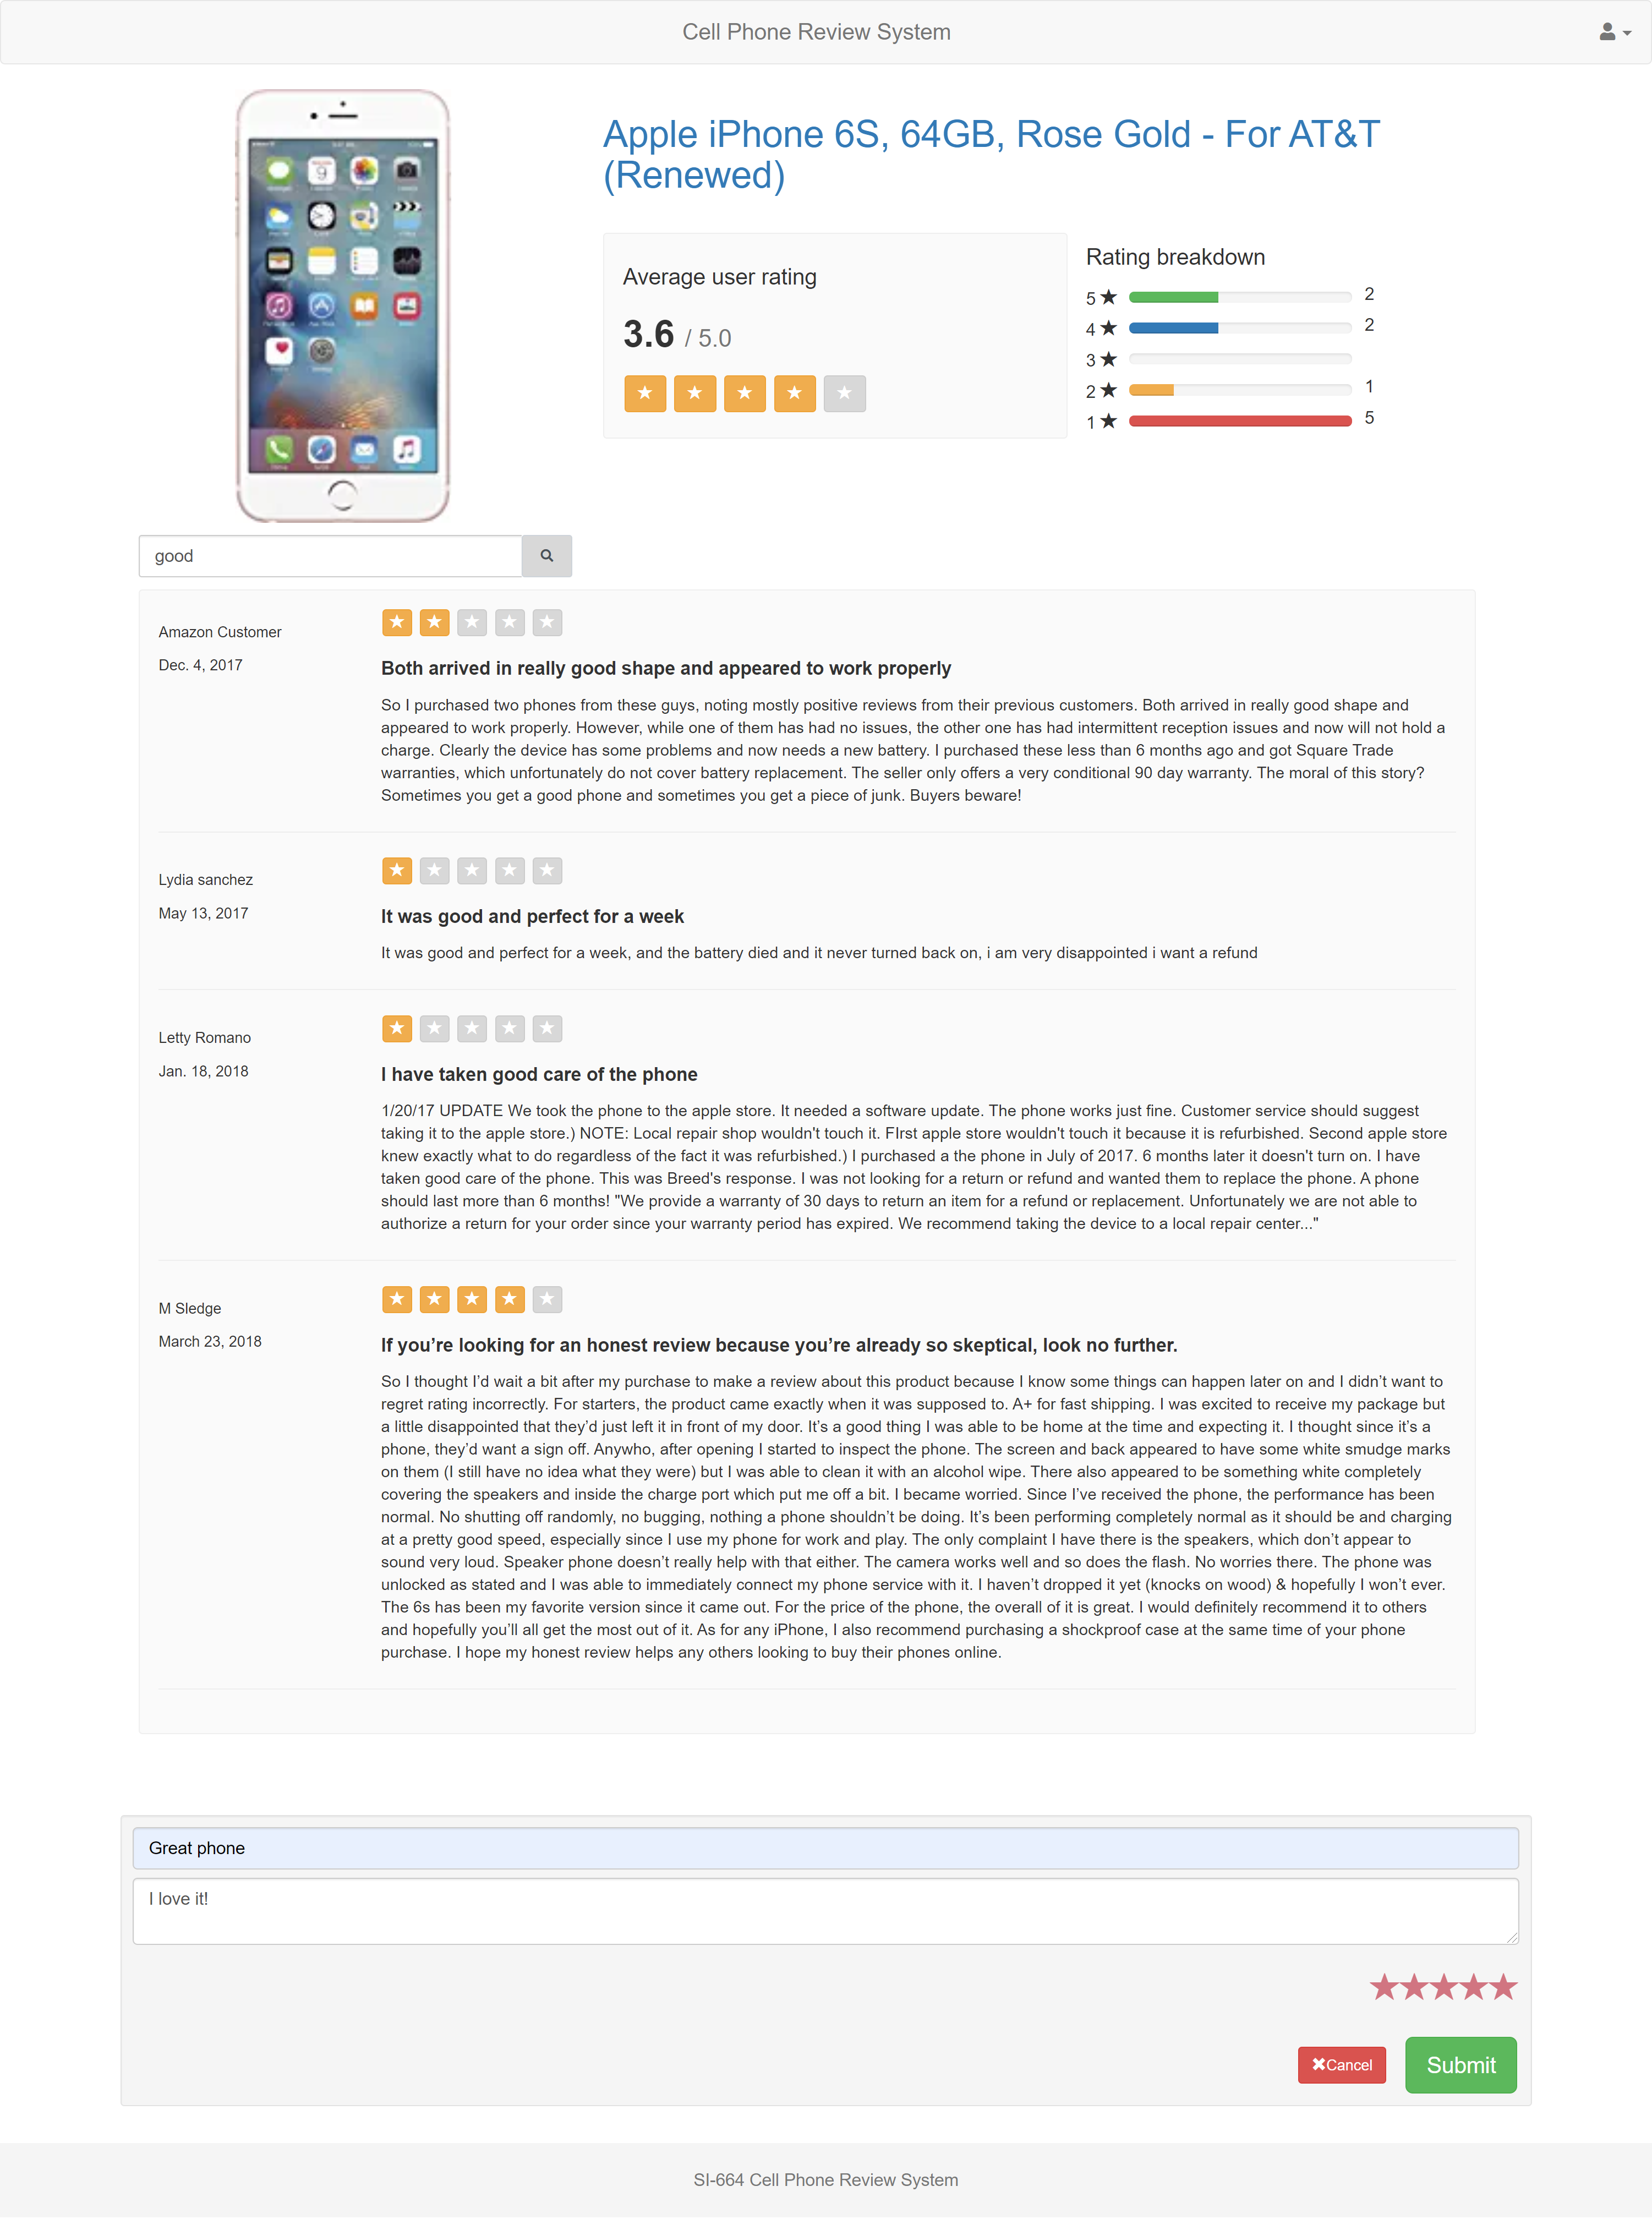 Cell Phone Review System
Apple iPhone 6S, 64GB, Rose Gold - For AT&T
(Renewed)
Average user rating
3.6 / 5.0
Rating breakdown
5 ★ 2
4 ★ 2
3 ★
2 ★ 1
1 ★ 5
good
Amazon Customer
Dec. 4, 2017
Both arrived in really good shape and appeared to work properly
So I purchased two phones from these guys, noting mostly positive reviews from their previous customers. Both arrived in really good shape and
appeared to work properly. However, while one of them has had no issues, the other one has had intermittent reception issues and now will not hold a
charge. Clearly the device has some problems and now needs a new battery. I purchased these less than 6 months ago and got Square Trade
warranties, which unfortunately do not cover battery replacement. The seller only offers a very conditional 90 day warranty. The moral of this story?
Sometimes you get a good phone and sometimes you get a piece of junk. Buyers beware!
Lydia sanchez
May 13, 2017
It was good and perfect for a week
It was good and perfect for a week, and the battery died and it never turned back on, i am very disappointed i want a refund
Letty Romano
Jan. 18, 2018
I have taken good care of the phone
1/20/17 UPDATE We took the phone to the apple store. It needed a software update. The phone works just fine. Customer service should suggest
taking it to the apple store.) NOTE: Local repair shop wouldn't touch it. FIrst apple store wouldn't touch it because it is refurbished. Second apple store
knew exactly what to do regardless of the fact it was refurbished.) I purchased a the phone in July of 2017. 6 months later it doesn't turn on. I have
taken good care of the phone. This was Breed's response. I was not looking for a return or refund and wanted them to replace the phone. A phone
should last more than 6 months! "We provide a warranty of 30 days to return an item for a refund or replacement. Unfortunately we are not able to
authorize a return for your order since your warranty period has expired. We recommend taking the device to a local repair center..."
M Sledge
March 23, 2018
If you’re looking for an honest review because you’re already so skeptical, look no further.
So I thought I’d wait a bit after my purchase to make a review about this product because I know some things can happen later on and I didn’t want to
regret rating incorrectly. For starters, the product came exactly when it was supposed to. A+ for fast shipping. I was excited to receive my package but
a little disappointed that they’d just left it in front of my door. It’s a good thing I was able to be home at the time and expecting it. I thought since it’s a
phone, they’d want a sign off. Anywho, after opening I started to inspect the phone. The screen and back appeared to have some white smudge marks
on them (I still have no idea what they were) but I was able to clean it with an alcohol wipe. There also appeared to be something white completely
covering the speakers and inside the charge port which put me off a bit. I became worried. Since I’ve received the phone, the performance has been
normal. No shutting off randomly, no bugging, nothing a phone shouldn’t be doing. It’s been performing completely normal as it should be and charging
at a pretty good speed, especially since I use my phone for work and play. The only complaint I have there is the speakers, which don’t appear to
sound very loud. Speaker phone doesn’t really help with that either. The camera works well and so does the flash. No worries there. The phone was
unlocked as stated and I was able to immediately connect my phone service with it. I haven’t dropped it yet (knocks on wood) & hopefully I won’t ever.
The 6s has been my favorite version since it came out. For the price of the phone, the overall of it is great. I would definitely recommend it to others
and hopefully you’ll all get the most out of it. As for any iPhone, I also recommend purchasing a shockproof case at the same time of your phone
purchase. I hope my honest review helps any others looking to buy their phones online.
Great phone
I love it!
Cancel
Submit
SI-664 Cell Phone Review System